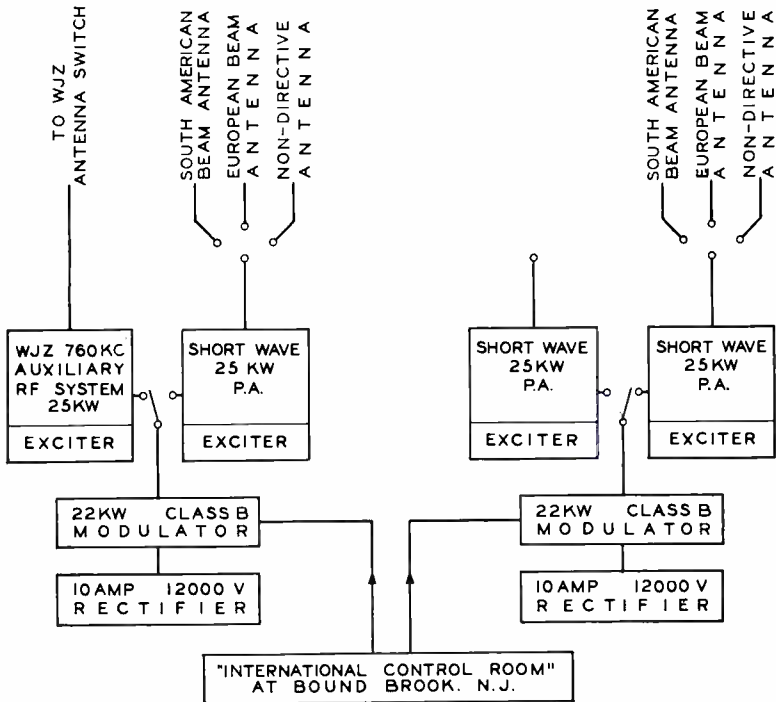 TO WJZ
ANTENNA SWITCH
SOUTH AMERICAN
BEAM ANTENNA
EUROPEAN BEAM
ANTENNA
NON-DIRECTIVE
ANTENNA
SOUTH AMERICAN
BEAM ANTENNA
EUROPEAN BEAM
ANTENNA
NON-DIRECTIVE
ANTENNA
WJZ 760KC
AUXILIARY
RF SYSTEM
25KW
EXCITER
SHORT WAVE
25 KW
P.A.
EXCITER
SHORT WAVE
25KW
P.A.
EXCITER
SHORT WAVE
25KW
P.A.
EXCITER
22KW CLASS B
MODULATOR
22KW CLASS B
MODULATOR
10 AMP 12000 V
RECTIFIER
10 AMP 12000 V
RECTIFIER
"INTERNATIONAL CONTROL ROOM"
AT BOUND BROOK. N.J.